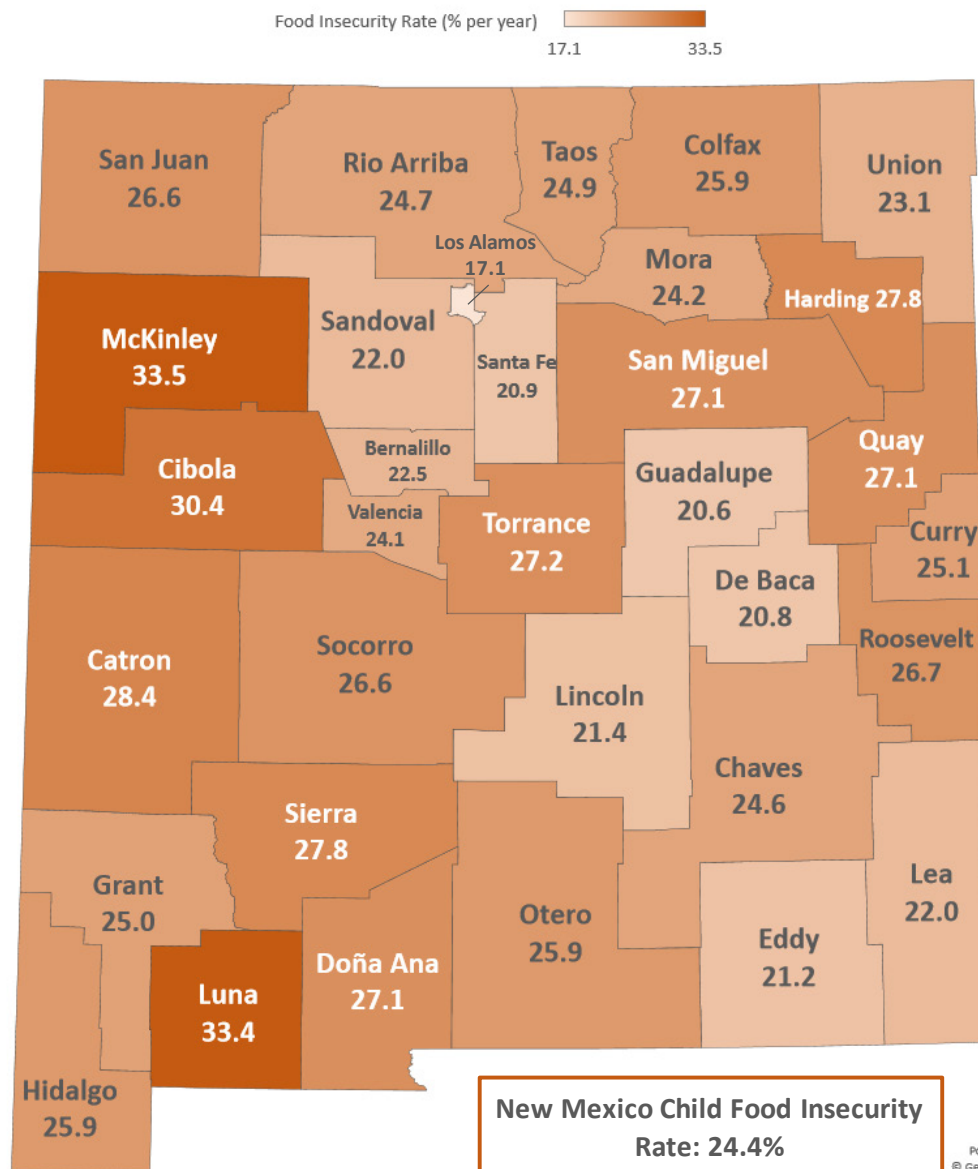 Food Insecurity Rate (% per year)
17.1
33.5
San Juan
26.6
Rio Arriba
24.7
Taos
24.9
Colfax
25.9
Union
23.1
Los Alamos
17.1
Mora
24.2
Harding 27.8
McKinley
33.5
Sandoval
22.0
Santa Fe
20.9
San Miguel
27.1
Quay
27.1
Cibola
30.4
Bernalillo
22.5
Valencia
24.1
Torrance
27.2
Guadalupe
20.6
Curry
25.1
De Baca
20.8
Roosevelt
26.7
Catron
28.4
Socorro
26.6
Lincoln
21.4
Chaves
24.6
Sierra
27.8
Grant
25.0
Otero
25.9
Eddy
21.2
Lea
22.0
Luna
33.4
Doña Ana
27.1
Hidalgo
25.9
New Mexico Child Food Insecurity
Rate: 24.4%